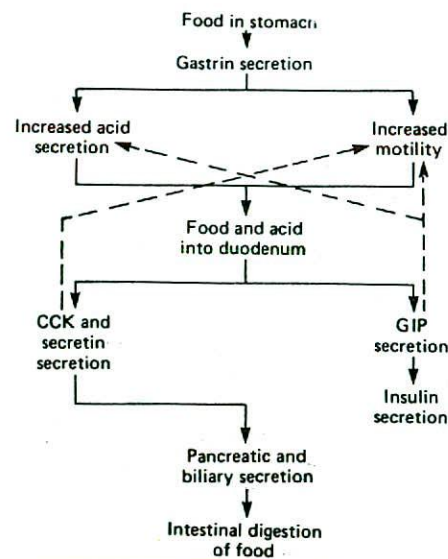 Food in stomach
Gastrin secretion
Increased acid
secretion
Increased
motility
Food and acid
into duodenum
CCK and
secretin
secretion
GIP
secretion
Insulin
secretion
Pancreatic and
biliary secretion
Intestinal digestion
of food